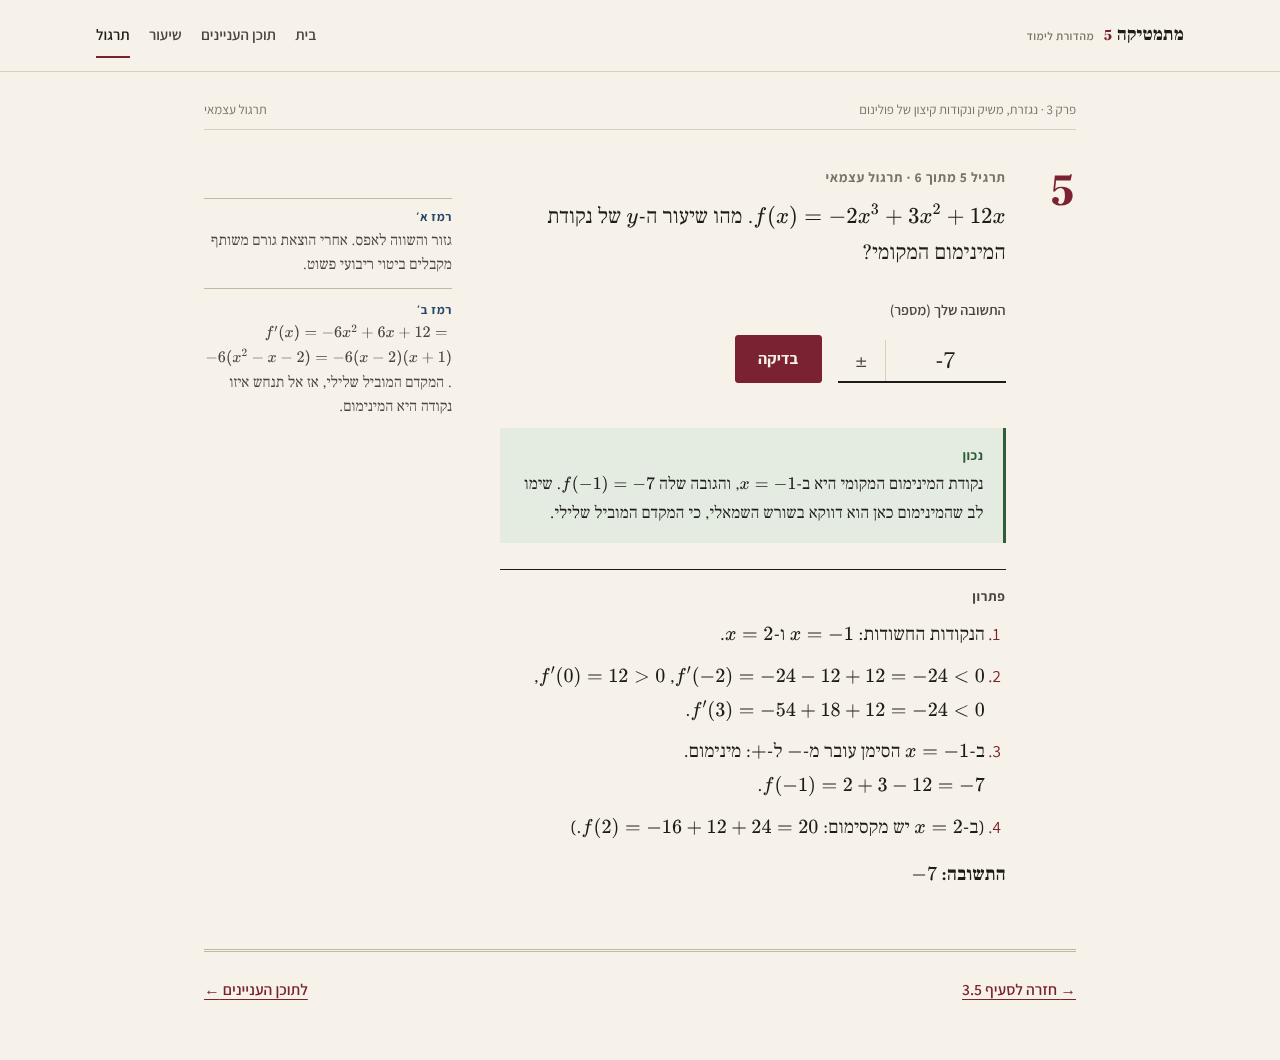 מתמטיקה 5 מהדורת לימוד
בית תוכן העניינים שיעור תרגול
פרק 3 · נגזרת, משיק ונקודות קיצון של פולינום
תרגול עצמאי
5
תרגיל 5 מתוך 6 · תרגול עצמאי
f(x) = −2x³ + 3x² + 12x. מהו שיעור ה-y של נקודת
המינימום המקומי?
התשובה שלך (מספר)
-7 ±
בדיקה
רמז א׳
גזור והשווה לאפס. אחרי הוצאת גורם משותף
מקבלים ביטוי ריבועי פשוט.
רמז ב׳
f′(x) = −6x² + 6x + 12 =
−6(x² − x − 2) = −6(x − 2)(x + 1)
. המקדם המוביל שלילי, אז אל תנחש איזו
נקודה היא המינימום.
נכון
נקודת המינימום המקומי היא ב-x = −1, והגובה שלה f(−1) = −7. שימו
לב שהמינימום כאן הוא דווקא בשורש השמאלי, כי המקדם המוביל שלילי.
פתרון
1. הנקודות החשודות: x = −1 ו-x = 2.
2. f′(−2) = −24 − 12 + 12 = −24 < 0, f′(0) = 12 > 0,
f′(3) = −54 + 18 + 12 = −24 < 0.
3. ב-x = −1 הסימן עובר מ-− ל-+: מינימום.
f(−1) = 2 + 3 − 12 = −7.
4. (ב-x = 2 יש מקסימום: f(2) = −16 + 12 + 24 = 20.)
התשובה: −7
→ חזרה לסעיף 3.5
לתוכן העניינים ←